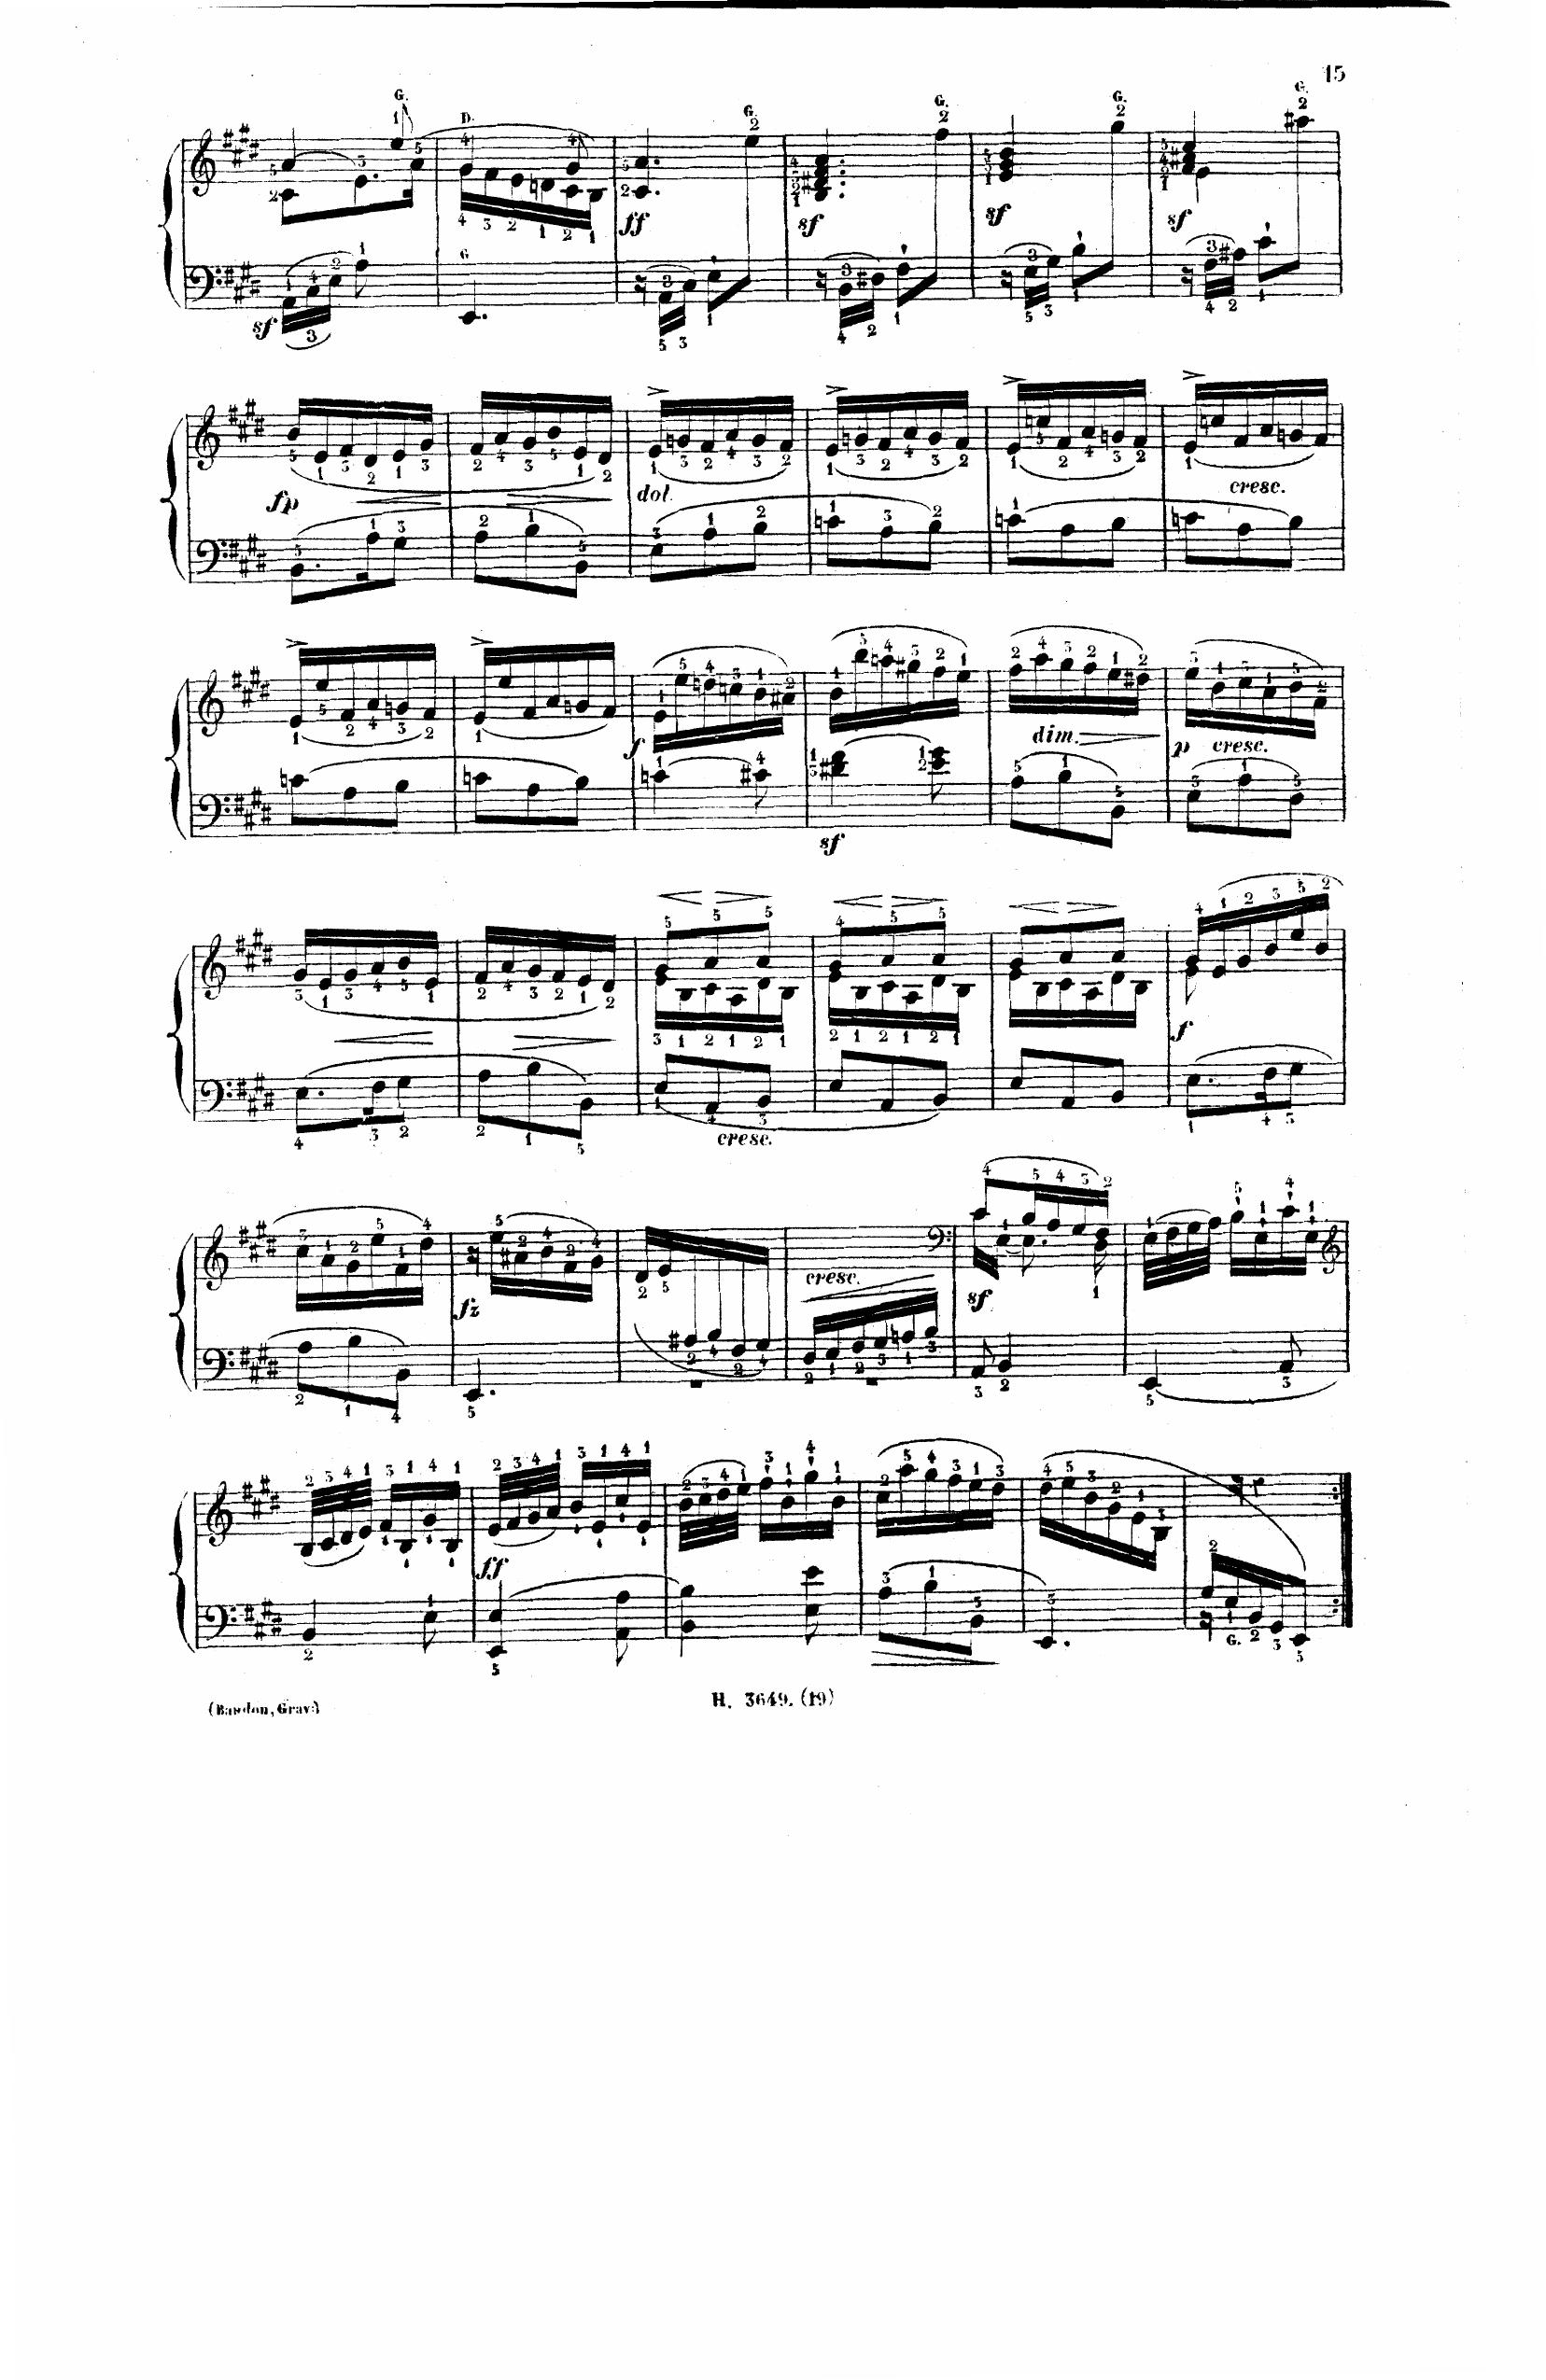 15
G. D. G. G. G. G.
sf ff sf sf sf
fp dol. cresc.
f sf dim. p cresc.
cresc. f
fz cresc. sf
ff
G.
(Baudon, Grav:)
H. 3649. (19)